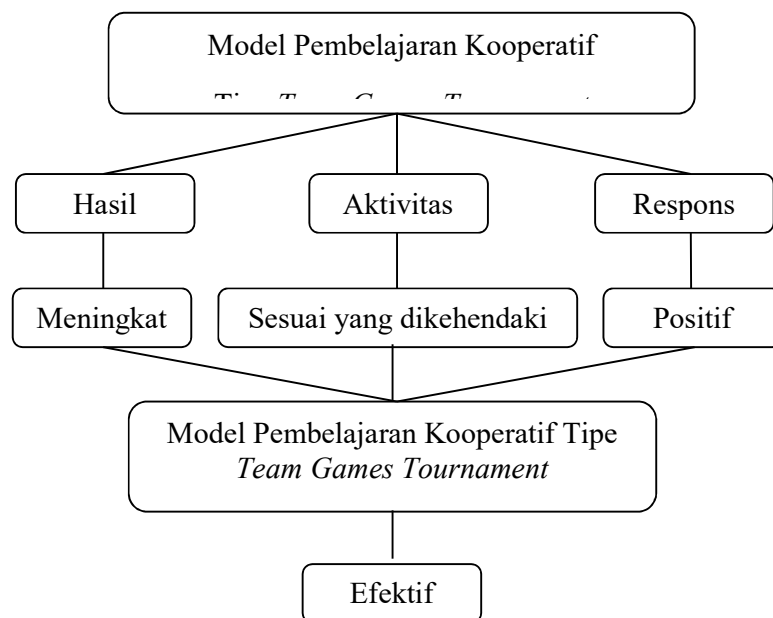 Model Pembelajaran Kooperatif
Hasil
Aktivitas
Respons
Meningkat
Sesuai yang dikehendaki
Positif
Model Pembelajaran Kooperatif Tipe
Team Games Tournament
Efektif